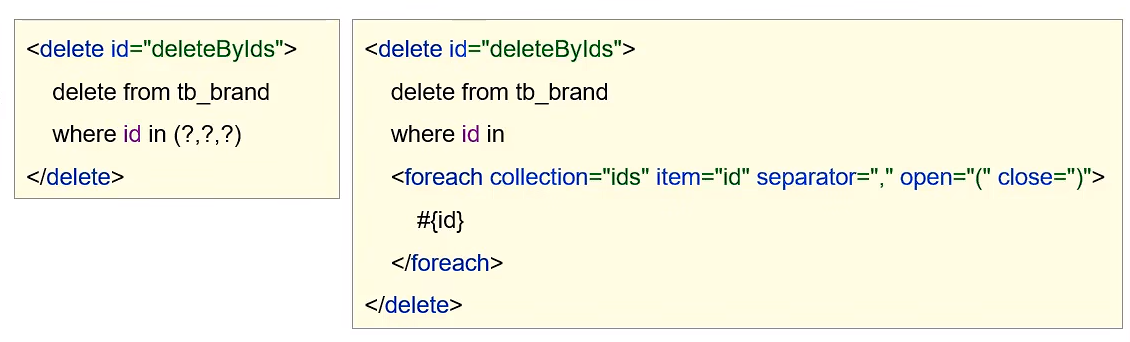 <delete id="deleteByIds">
delete from tb_brand
where id in (?,?,?)
</delete>
<delete id="deleteByIds">
delete from tb_brand
where id in
<foreach collection="ids" item="id" separator="," open="(" close=")">
#{id}
</foreach>
</delete>